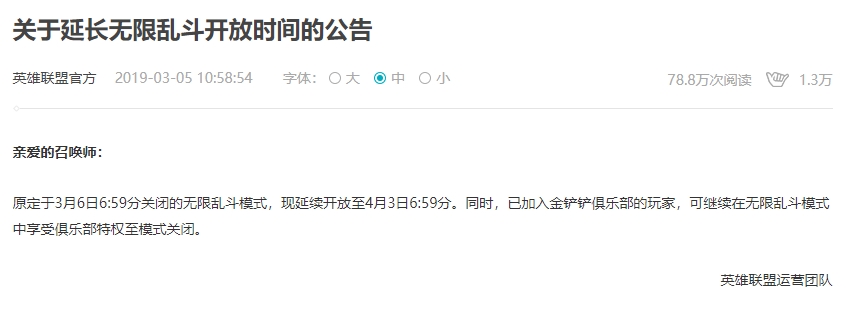 关于延长无限乱斗开放时间的公告
英雄联盟官方 2019-03-05 10:58:54 字体： 大 中 小 78.8万次阅读 1.3万
亲爱的召唤师：
原定于3月6日6:59分关闭的无限乱斗模式，现延续开放至4月3日6:59分。同时，已加入金铲铲俱乐部的玩家，可继续在无限乱斗模式
中享受俱乐部特权至模式关闭。
英雄联盟运营团队